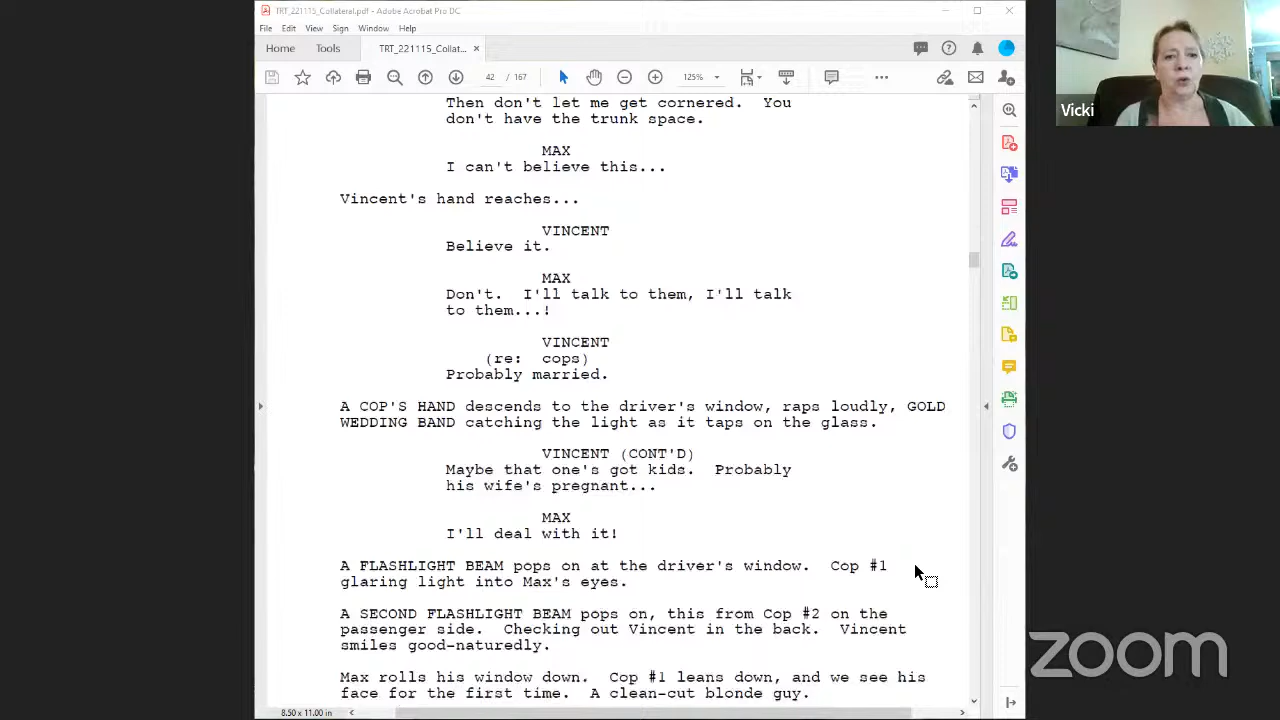 TRT_221115_Collateral.pdf - Adobe Acrobat Pro DC
File Edit View Sign Window Help
Home Tools TRT_221115_Collat... ×
42 / 167 125%
Then don't let me get cornered. You
don't have the trunk space.
MAX
I can't believe this...
Vincent's hand reaches...
VINCENT
Believe it.
MAX
Don't. I'll talk to them, I'll talk
to them...!
VINCENT
(re: cops)
Probably married.
A COP'S HAND descends to the driver's window, raps loudly, GOLD
WEDDING BAND catching the light as it taps on the glass.
VINCENT (CONT'D)
Maybe that one's got kids. Probably
his wife's pregnant...
MAX
I'll deal with it!
A FLASHLIGHT BEAM pops on at the driver's window. Cop #1
glaring light into Max's eyes.
A SECOND FLASHLIGHT BEAM pops on, this from Cop #2 on the
passenger side. Checking out Vincent in the back. Vincent
smiles good-naturedly.
Max rolls his window down. Cop #1 leans down, and we see his
face for the first time. A clean-cut blonde guy.
8.50 x 11.00 in
Vicki
zoom